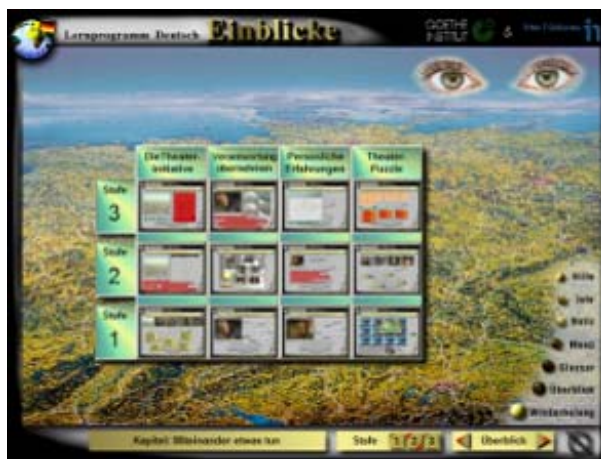 Lernprogramm Deutsch Einblicke
GOETHE
INSTITUT
&
Die Theater-
initiative
Verantwortung
übernehmen
Persönliche
Erfahrungen
Theater-
Puzzle
Stufe
3
Stufe
2
Stufe
1
Hilfe
Info
Menü
Glossar
Überblick
Wiederholung
Kapitel: Miteinander etwas tun
Stufe 1 2 3
Überblick